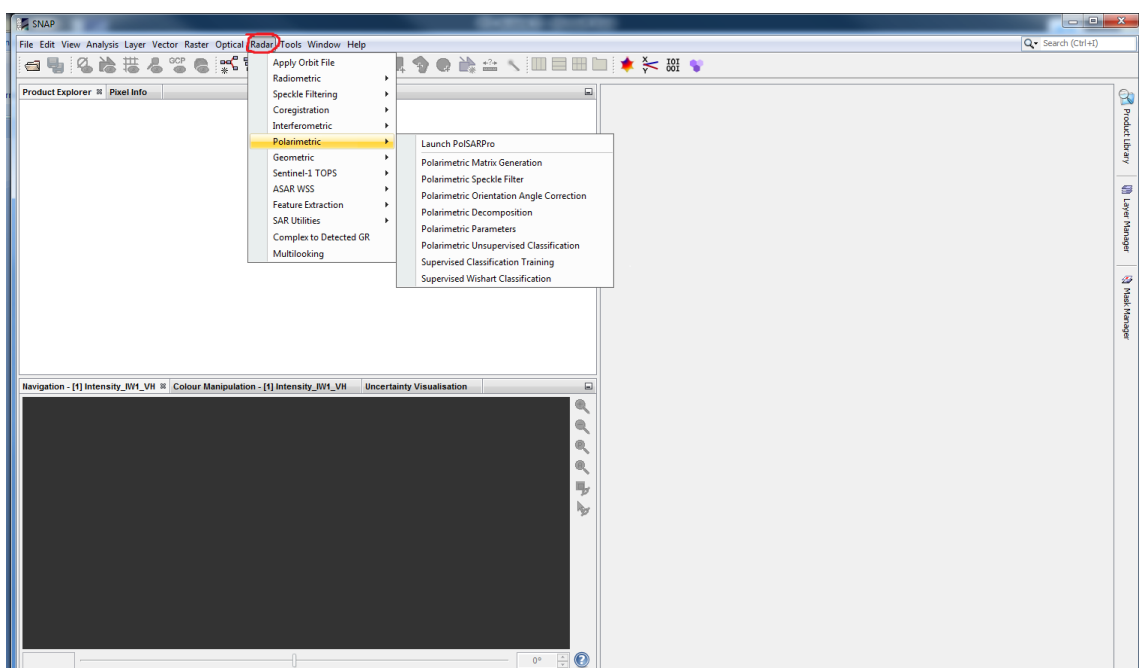 SNAP
File Edit View Analysis Layer Vector Raster Optical Radar Tools Window Help
Search (Ctrl+I)
GCP
Product Explorer Pixel Info
Apply Orbit File
Radiometric
Speckle Filtering
Coregistration
Interferometric
Polarimetric
Geometric
Sentinel-1 TOPS
ASAR WSS
Feature Extraction
SAR Utilities
Complex to Detected GR
Multilooking
Launch PolSARPro
Polarimetric Matrix Generation
Polarimetric Speckle Filter
Polarimetric Orientation Angle Correction
Polarimetric Decomposition
Polarimetric Parameters
Polarimetric Unsupervised Classification
Supervised Classification Training
Supervised Wishart Classification
Product Library
Layer Manager
Mask Manager
Navigation - [1] Intensity_IW1_VH Colour Manipulation - [1] Intensity_IW1_VH Uncertainty Visualisation
0°